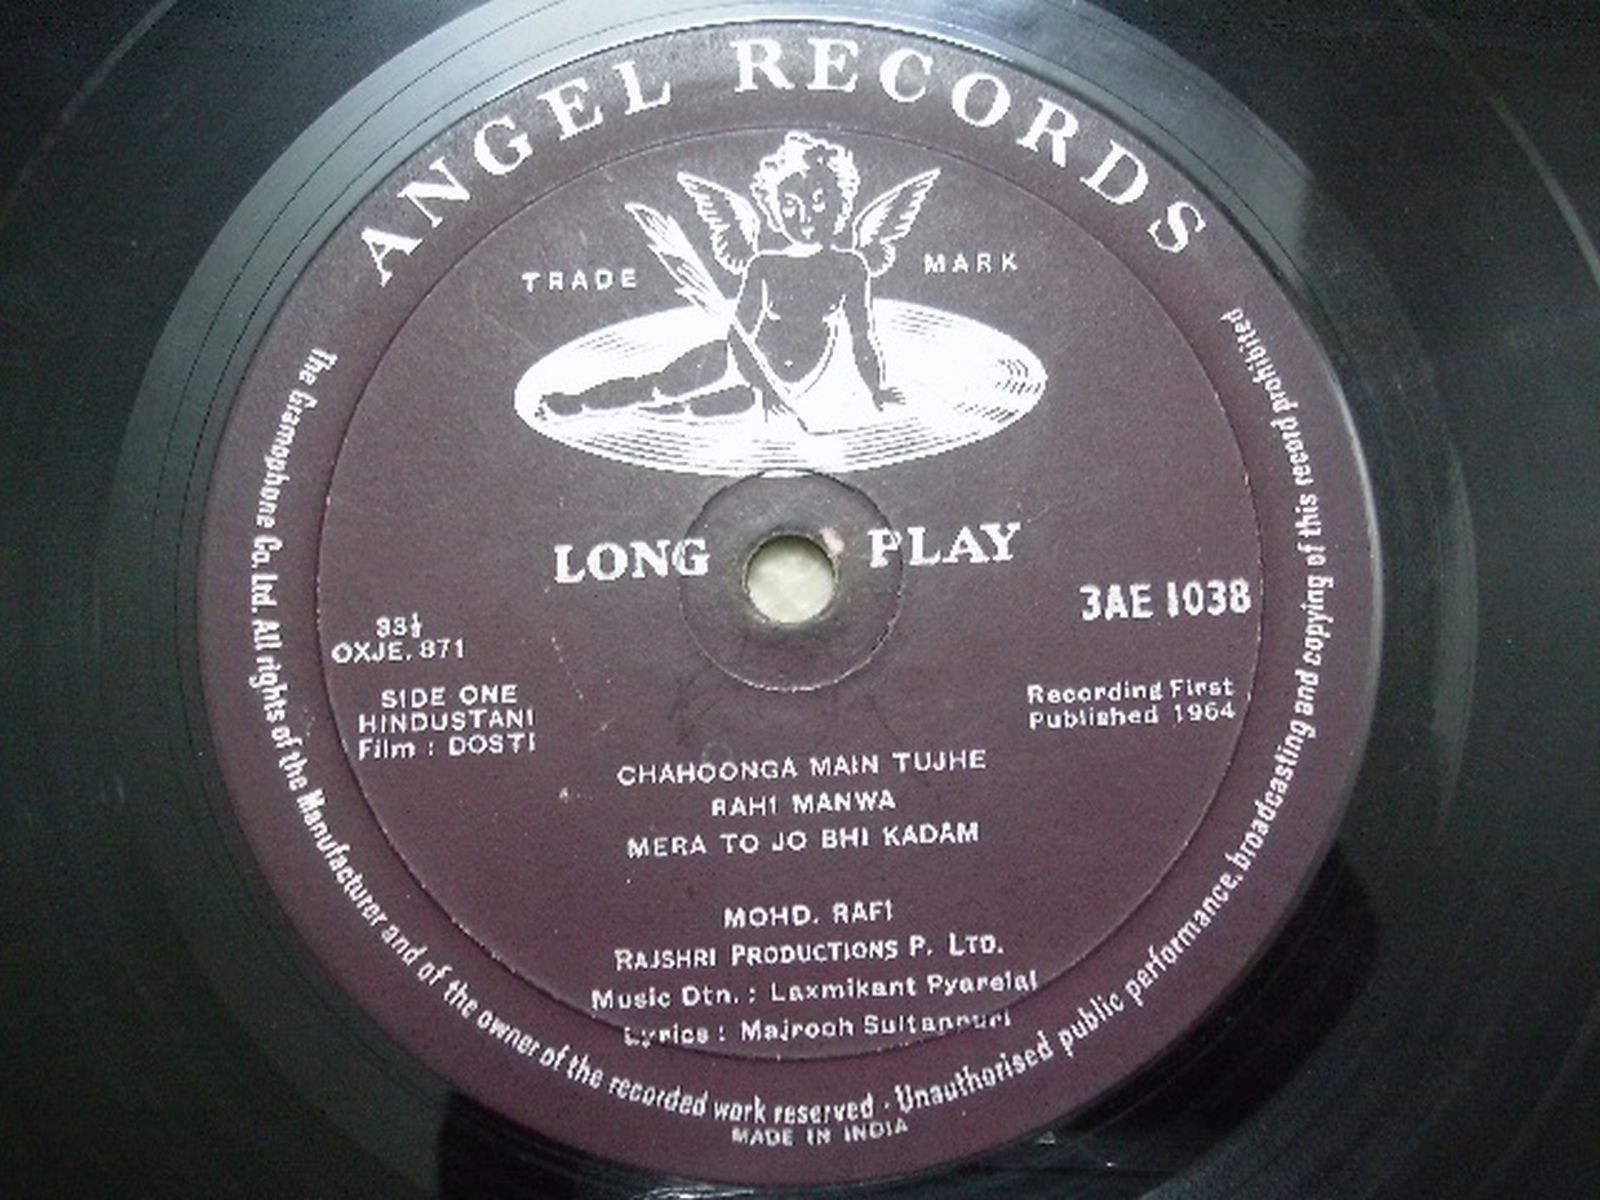 ANGEL RECORDS
TRADE MARK
LONG PLAY
3AE 1038
33⅓
OXJE. 871
SIDE ONE
HINDUSTANI
Film : DOSTI
Recording First
Published 1964
CHAHOONGA MAIN TUJHE
RAHI MANWA
MERA TO JO BHI KADAM
MOHD. RAFI
RAJSHRI PRODUCTIONS P. LTD.
Music Dtn. : Laxmikant Pyarelal
Lyrics : Majrooh Sultanpuri
The Gramophone Co. Ltd. All rights of the Manufacturer and of the owner of the recorded work reserved · Unauthorised public performance, broadcasting and copying of this record prohibited
MADE IN INDIA